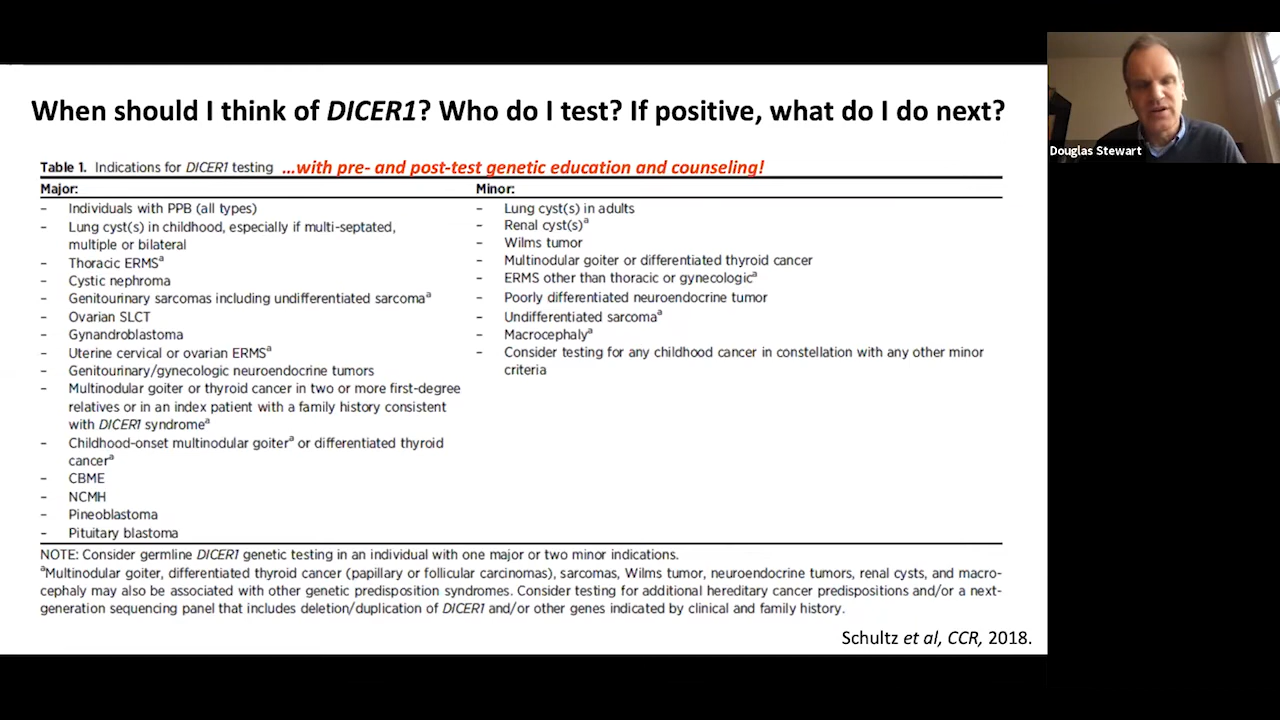 When should I think of DICER1? Who do I test? If positive, what do I do next?
Douglas Stewart
Table 1. Indications for DICER1 testing ...with pre- and post-test genetic education and counseling!
Major:
- Individuals with PPB (all types)
- Lung cyst(s) in childhood, especially if multi-septated,
multiple or bilateral
- Thoracic ERMSª
- Cystic nephroma
- Genitourinary sarcomas including undifferentiated sarcomaª
- Ovarian SLCT
- Gynandroblastoma
- Uterine cervical or ovarian ERMSª
- Genitourinary/gynecologic neuroendocrine tumors
- Multinodular goiter or thyroid cancer in two or more first-degree
relatives or in an index patient with a family history consistent
with DICER1 syndromeª
- Childhood-onset multinodular goiterª or differentiated thyroid
cancerª
- CBME
- NCMH
- Pineoblastoma
- Pituitary blastoma
Minor:
- Lung cyst(s) in adults
- Renal cyst(s)ª
- Wilms tumor
- Multinodular goiter or differentiated thyroid cancer
- ERMS other than thoracic or gynecologicª
- Poorly differentiated neuroendocrine tumor
- Undifferentiated sarcomaª
- Macrocephalyª
- Consider testing for any childhood cancer in constellation with any other minor
criteria
NOTE: Consider germline DICER1 genetic testing in an individual with one major or two minor indications.
ªMultinodular goiter, differentiated thyroid cancer (papillary or follicular carcinomas), sarcomas, Wilms tumor, neuroendocrine tumors, renal cysts, and macro-
cephaly may also be associated with other genetic predisposition syndromes. Consider testing for additional hereditary cancer predispositions and/or a next-
generation sequencing panel that includes deletion/duplication of DICER1 and/or other genes indicated by clinical and family history.
Schultz et al, CCR, 2018.